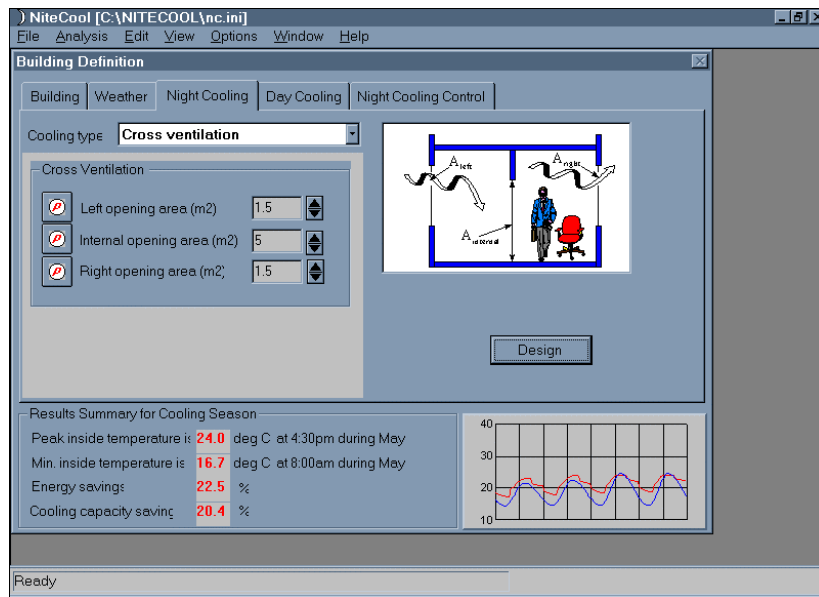 ) NiteCool [C:\NITECOOL\nc.ini]
File Analysis Edit View Options Window Help
Building Definition
Building Weather Night Cooling Day Cooling Night Cooling Control
Cooling type Cross ventilation
Cross Ventilation
P Left opening area (m2) 1.5
P Internal opening area (m2) 5
P Right opening area (m2) 1.5
A left A right
A internal
Design
Results Summary for Cooling Season
Peak inside temperature is 24.0 deg C at 4:30pm during May
Min. inside temperature is 16.7 deg C at 8:00am during May
Energy savings 22.5 %
Cooling capacity saving 20.4 %
40
30
20
10
Ready